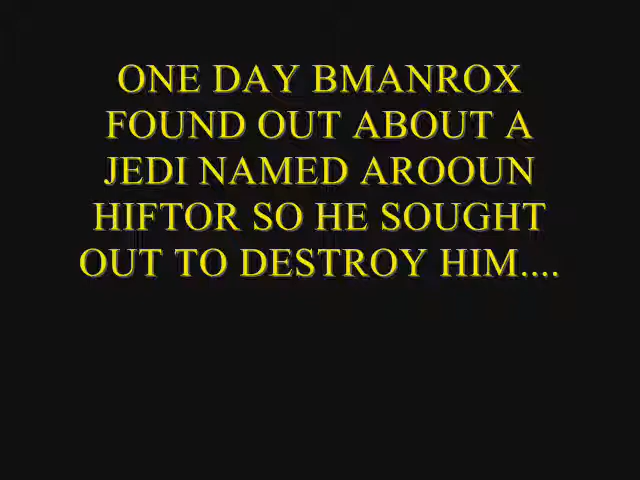 ONE DAY BMANROX
FOUND OUT ABOUT A
JEDI NAMED AROOUN
HIFTOR SO HE SOUGHT
OUT TO DESTROY HIM....